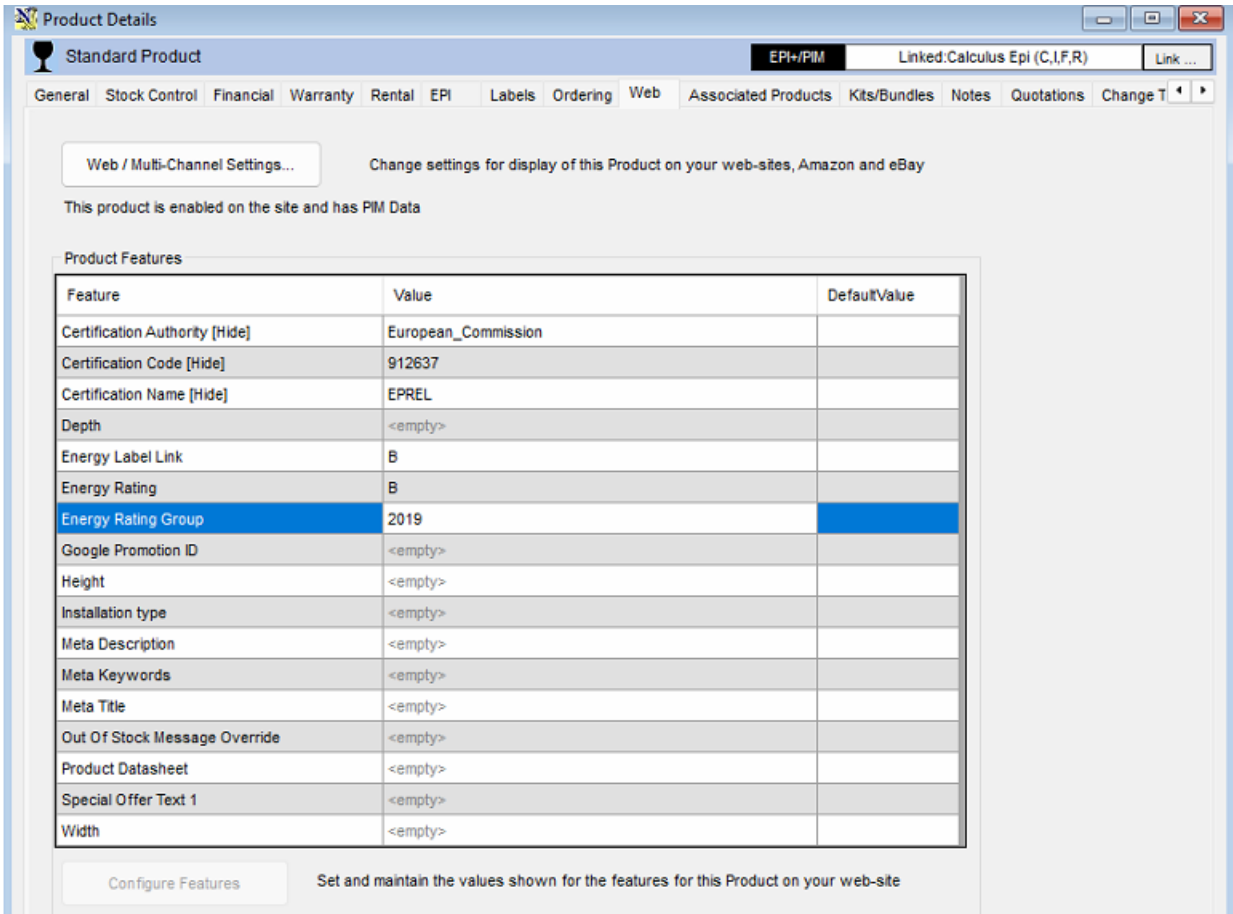 Product Details
Standard Product EPI+/PIM Linked:Calculus Epi (C,I,F,R) Link ...
General Stock Control Financial Warranty Rental EPI Labels Ordering Web Associated Products Kits/Bundles Notes Quotations Change T
Web / Multi-Channel Settings... Change settings for display of this Product on your web-sites, Amazon and eBay
This product is enabled on the site and has PIM Data
Product Features
Feature Value DefaultValue
Certification Authority [Hide] European_Commission
Certification Code [Hide] 912637
Certification Name [Hide] EPREL
Depth <empty>
Energy Label Link B
Energy Rating B
Energy Rating Group 2019
Google Promotion ID <empty>
Height <empty>
Installation type <empty>
Meta Description <empty>
Meta Keywords <empty>
Meta Title <empty>
Out Of Stock Message Override <empty>
Product Datasheet <empty>
Special Offer Text 1 <empty>
Width <empty>
Configure Features Set and maintain the values shown for the features for this Product on your web-site